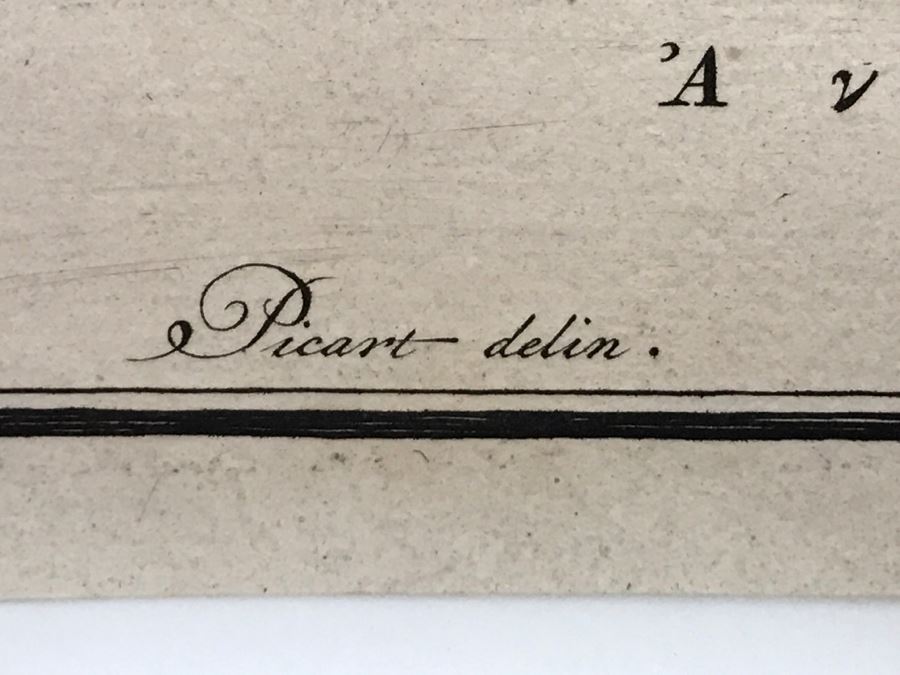 Ἀ ν
Picart delin.